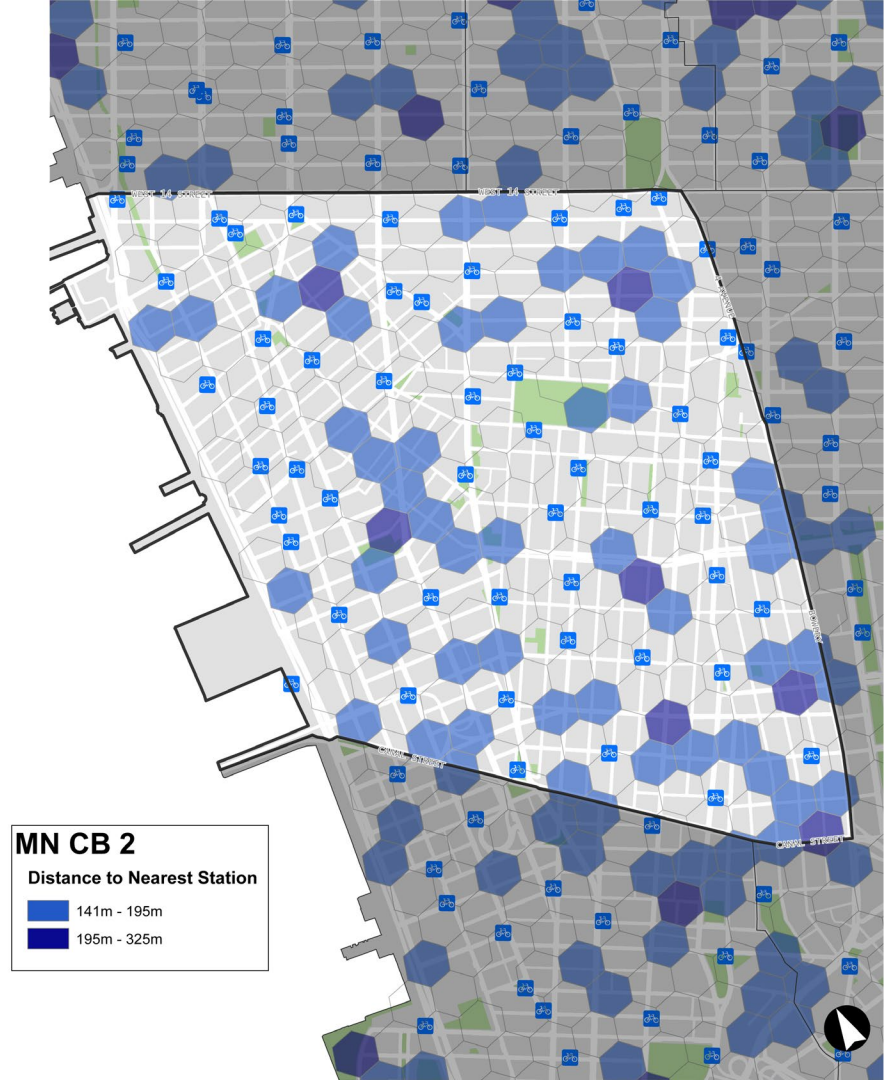 WEST 14 STREET
WEST 14 STREET
BOWERY
CANAL STREET
CANAL STREET
MN CB 2
Distance to Nearest Station
141m - 195m
195m - 325m